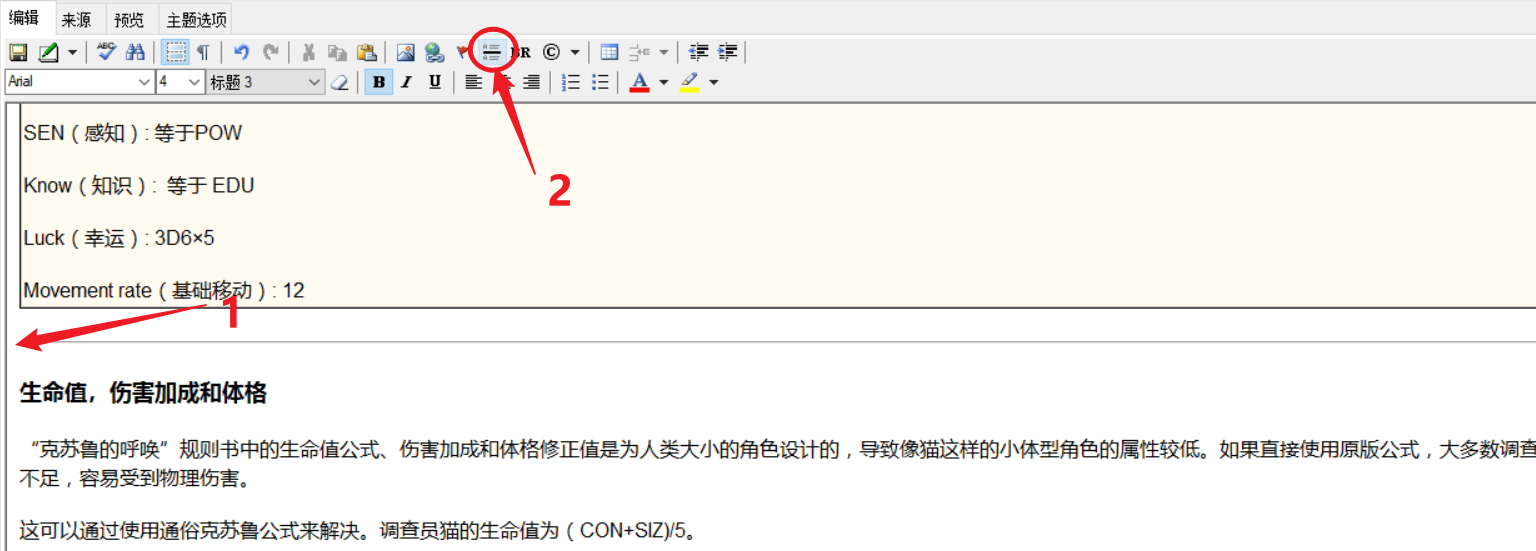 编辑 来源 预览 主题选项
ABC ¶ BR ©
Arial 4 标题 3 B I U A
2
SEN（感知）: 等于POW
Know（知识）: 等于 EDU
Luck（幸运）: 3D6×5
Movement rate（基础移动）: 12
1
生命值，伤害加成和体格
“克苏鲁的呼唤”规则书中的生命值公式、伤害加成和体格修正值是为人类大小的角色设计的，导致像猫这样的小体型角色的属性较低。如果直接使用原版公式，大多数调查
不足，容易受到物理伤害。
这可以通过使用通俗克苏鲁公式来解决。调查员猫的生命值为（CON+SIZ)/5。